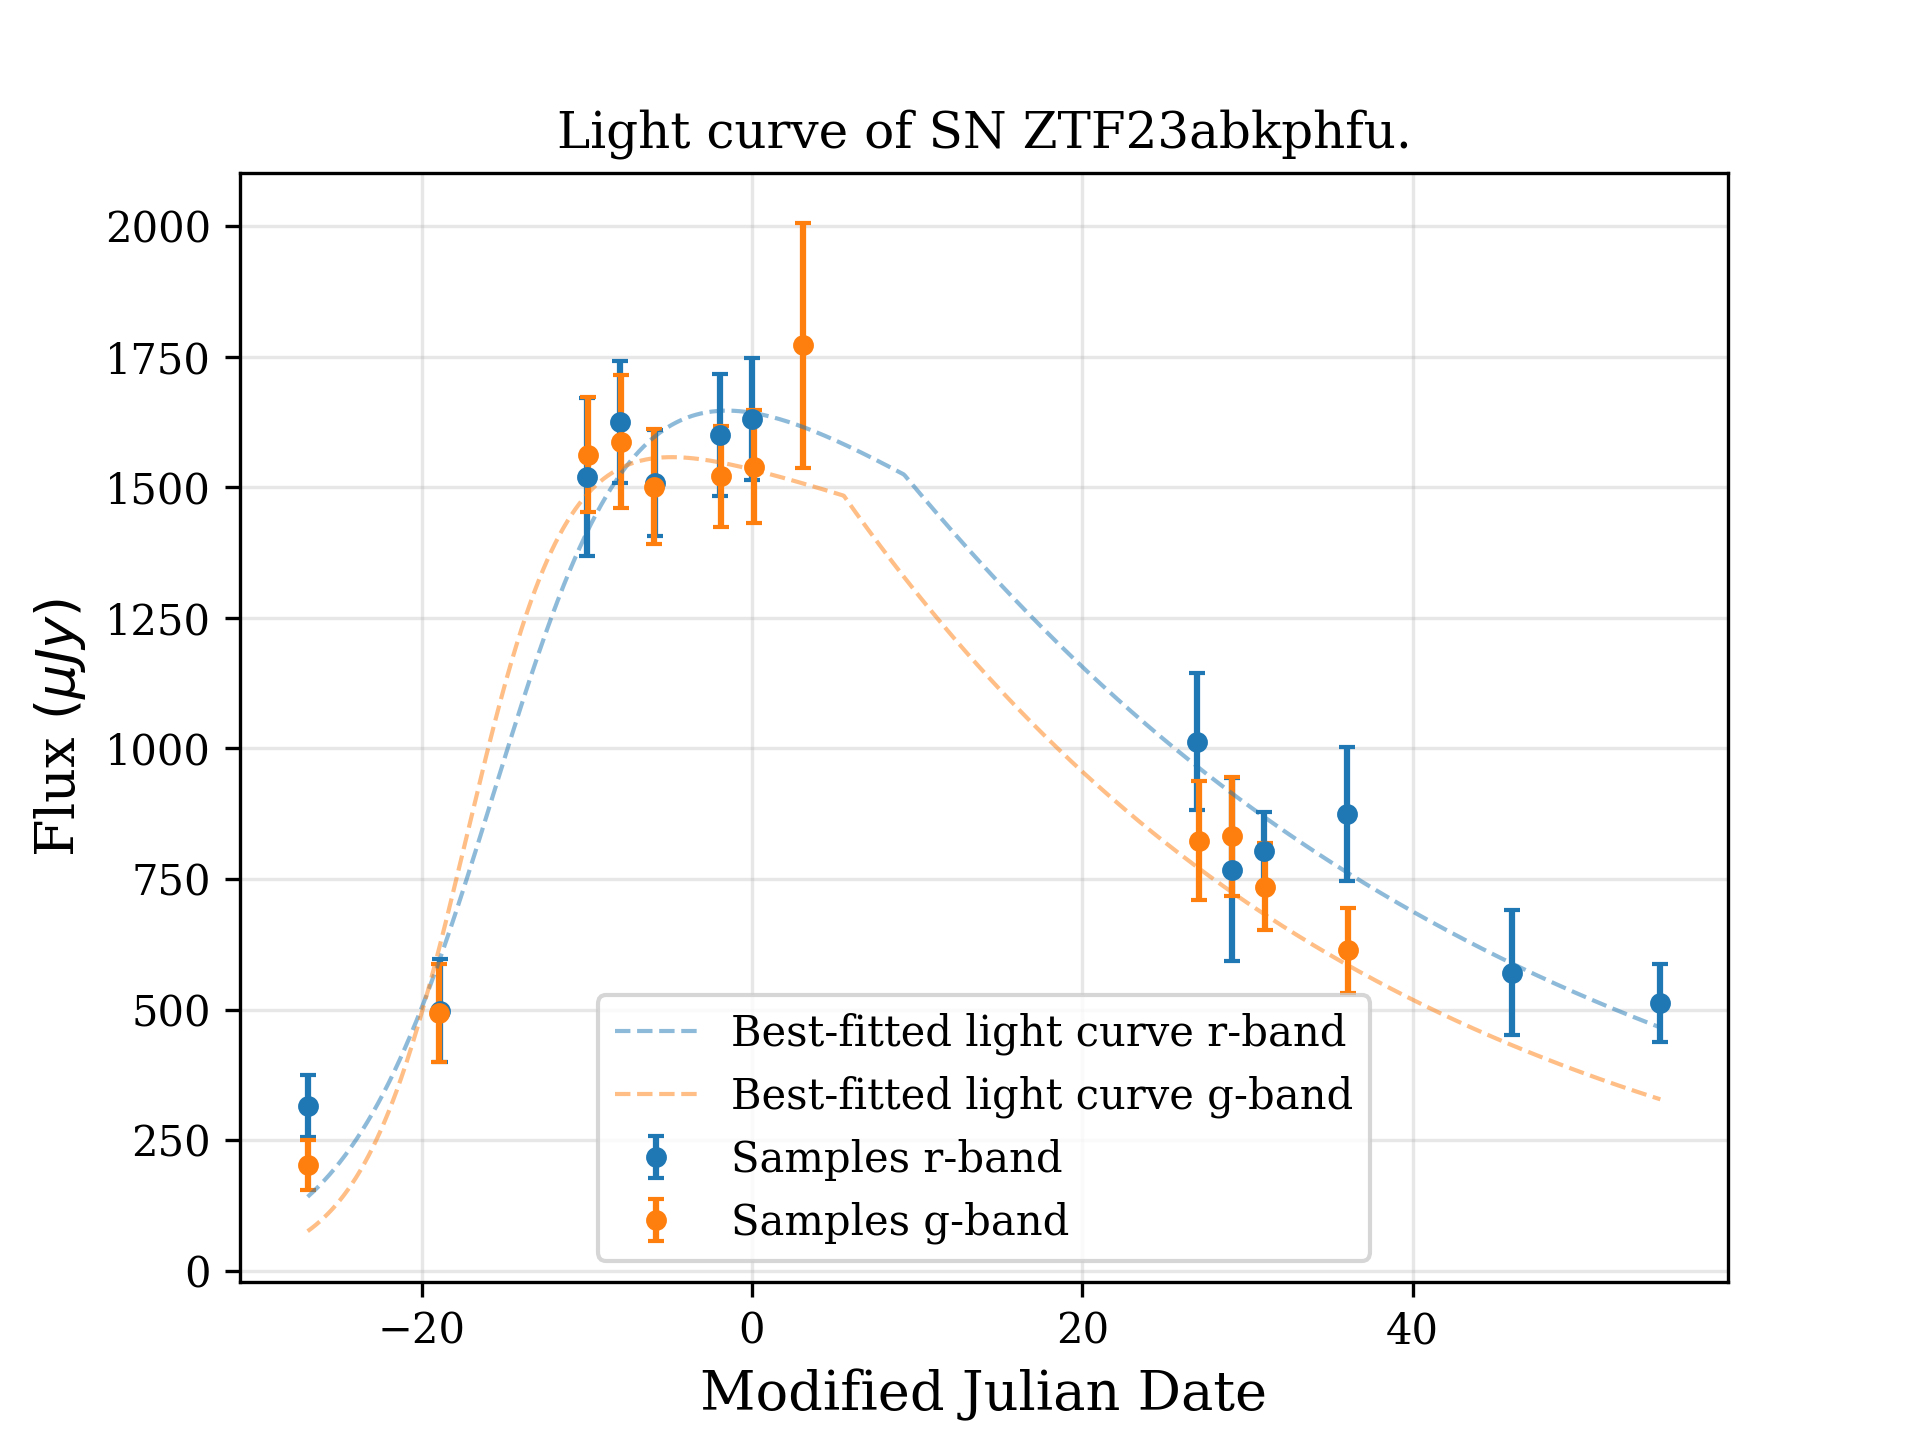 Light curve of SN ZTF23abkphfu.
Flux (μJy)
2000
1750
1500
1250
1000
750
500
250
0
Best-fitted light curve r-band
Best-fitted light curve g-band
Samples r-band
Samples g-band
−20 0 20 40
Modified Julian Date